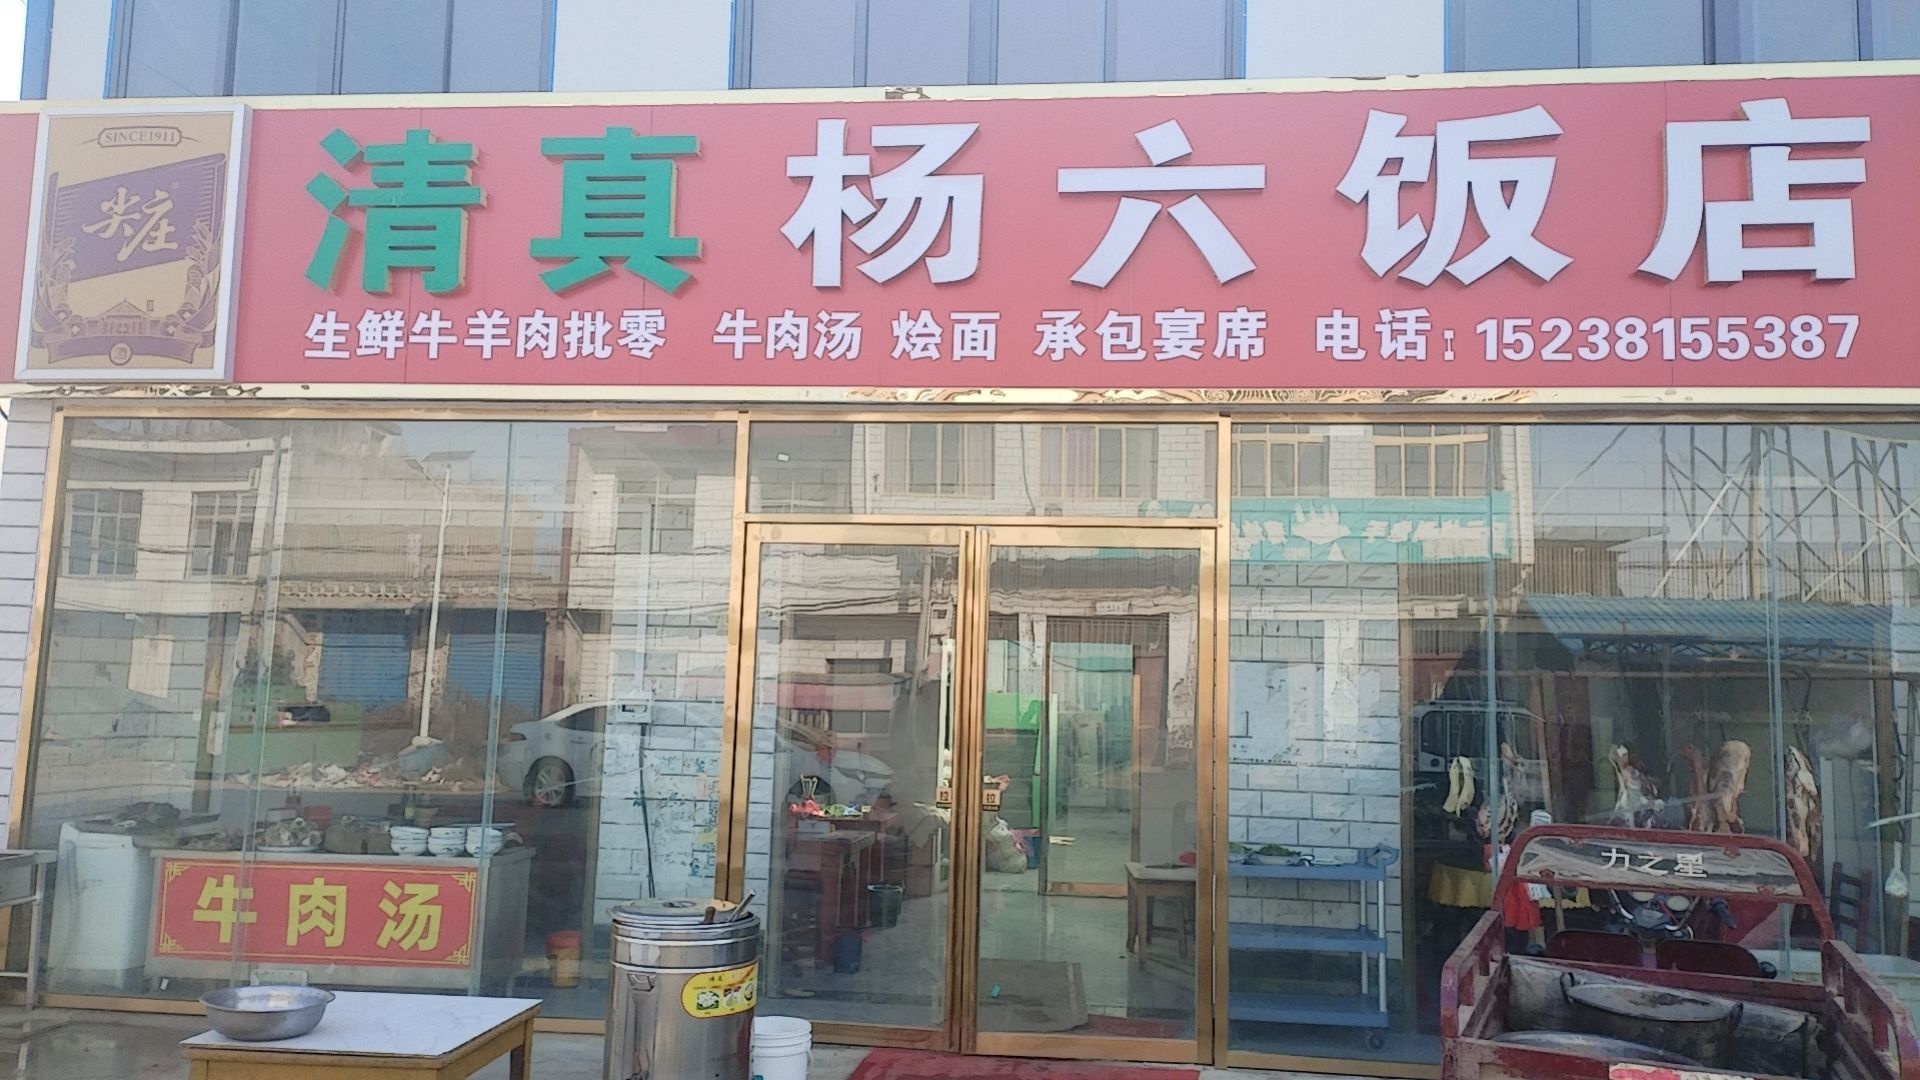 SINCE1911
尖庄
清真杨六饭店
生鲜牛羊肉批零 牛肉汤 烩面 承包宴席 电话:15238155387
拉 拉
力之星
牛肉汤